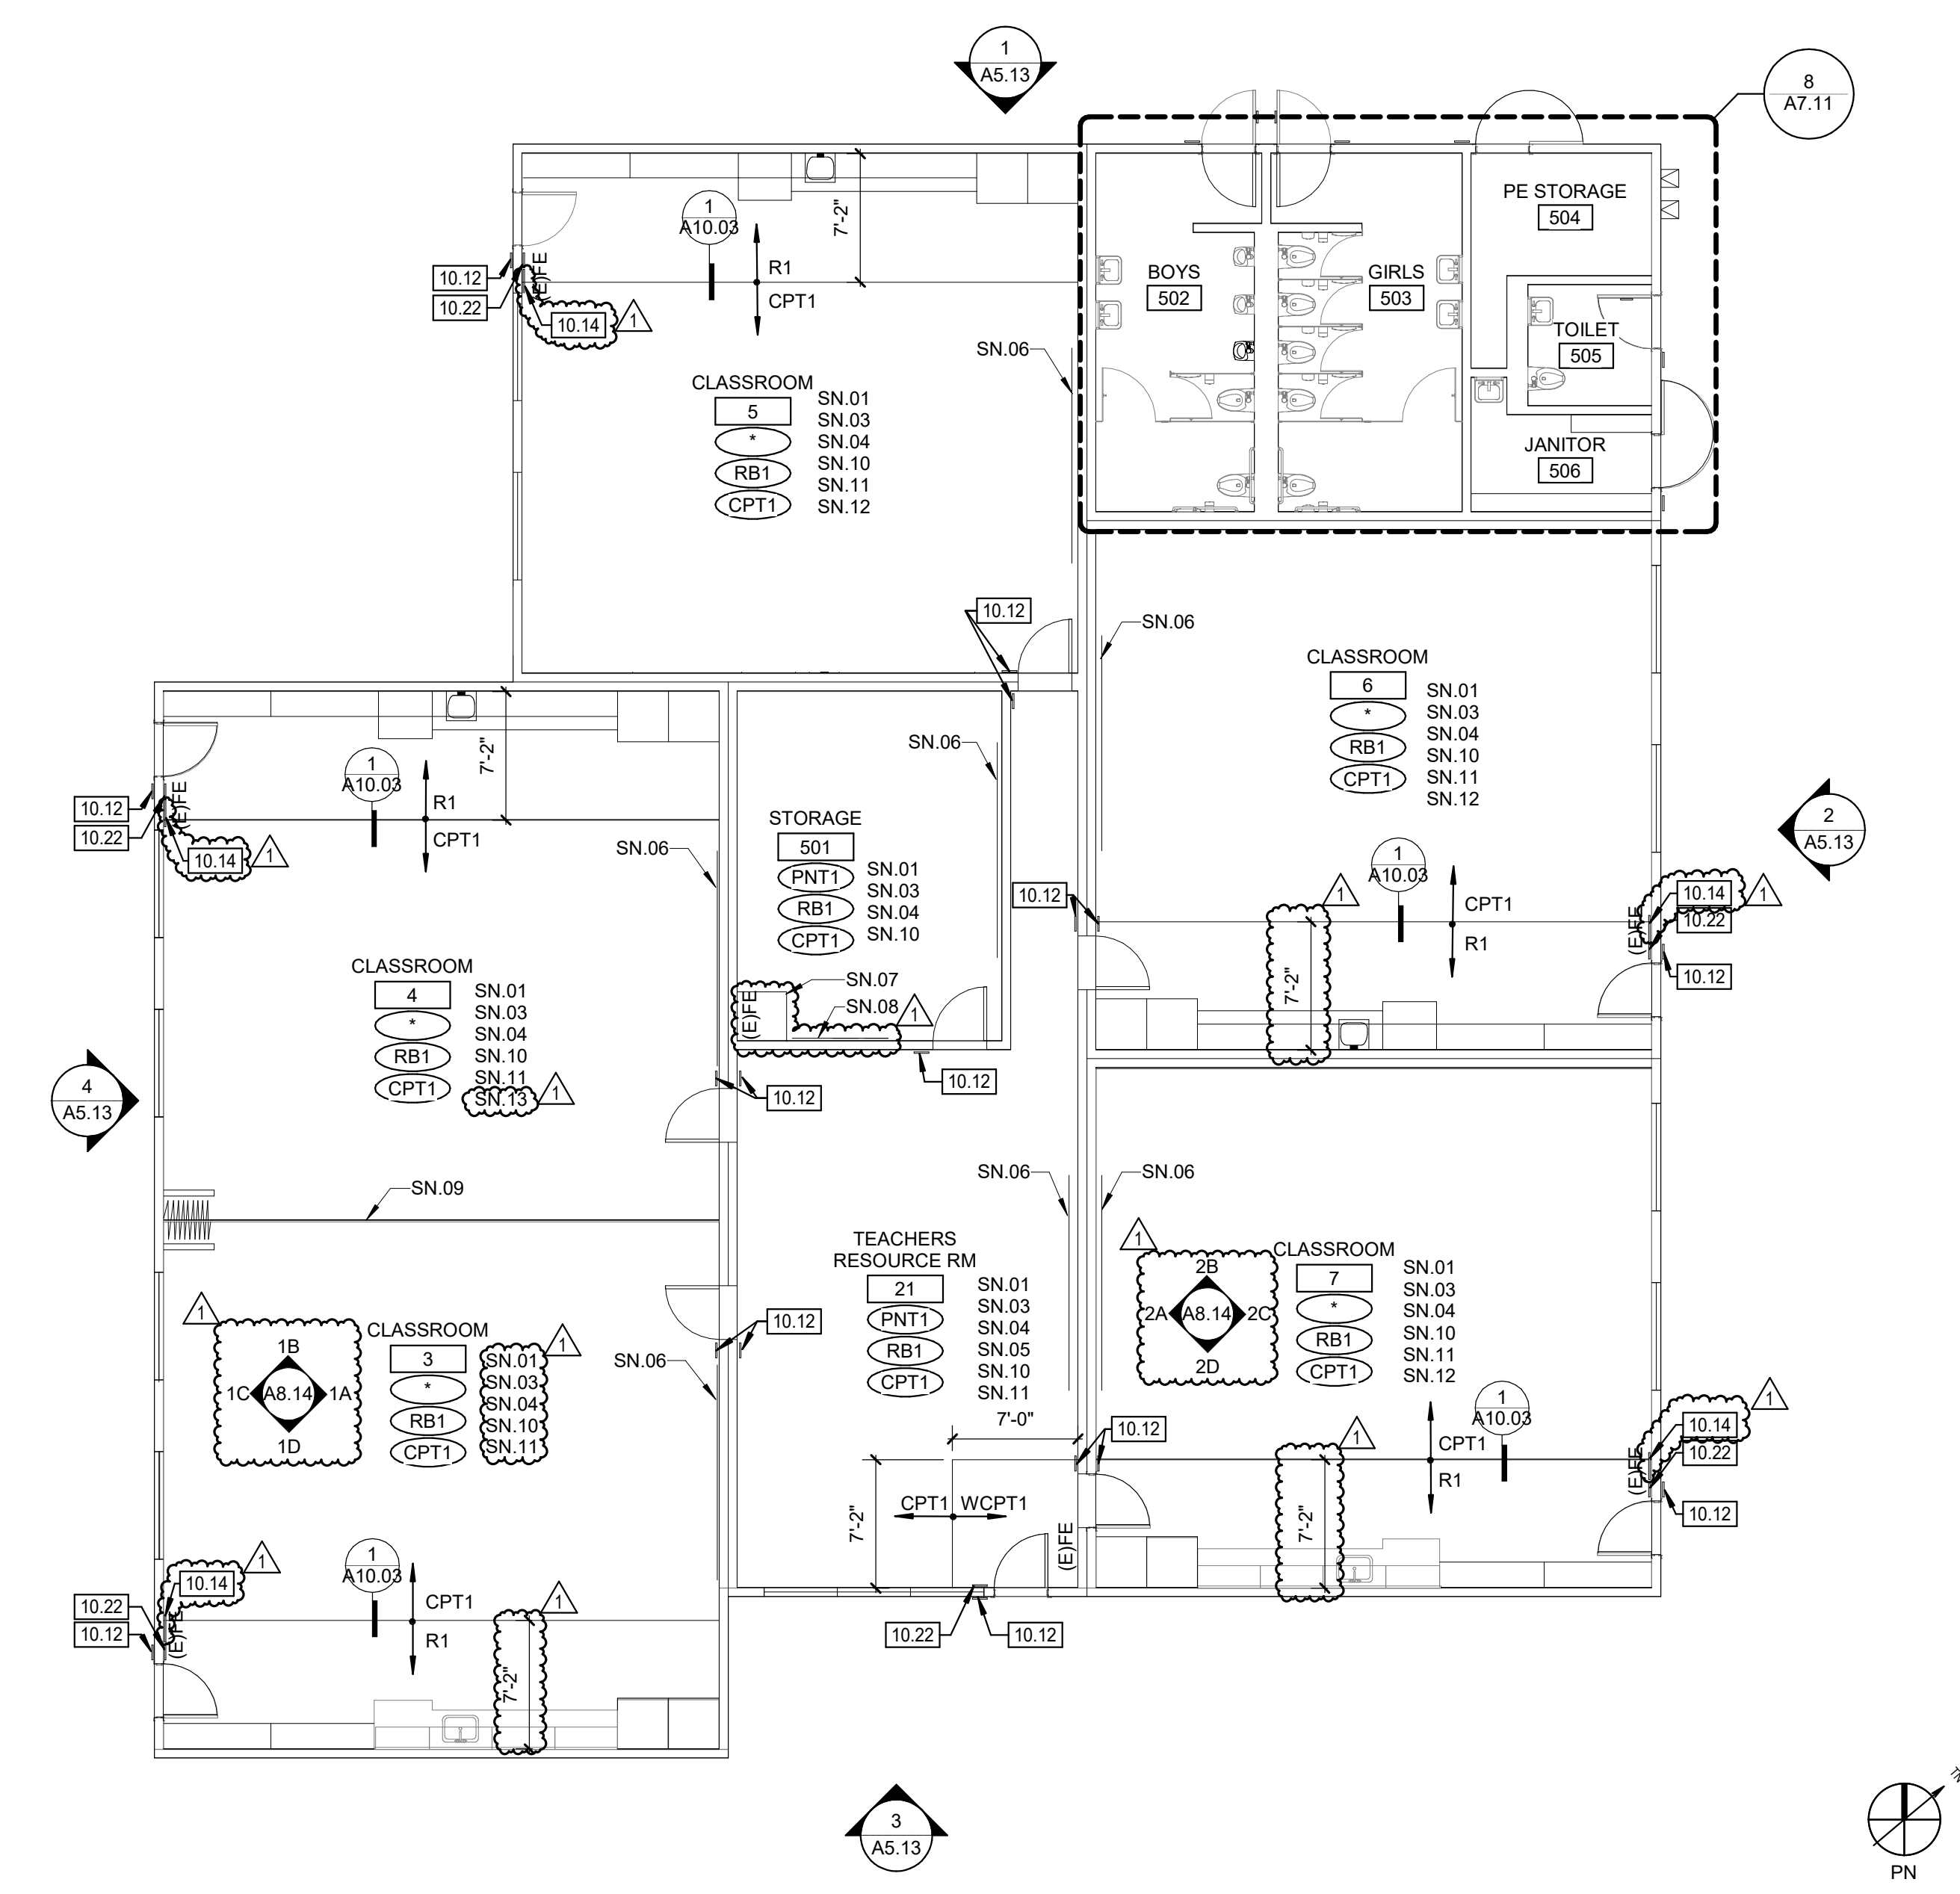 1
A5.13
8
A7.11
PE STORAGE
504
1
A10.03
7'-2"
R1
CPT1
10.12
10.22
(E)FE
10.14
1
BOYS
502
GIRLS
503
TOILET
505
SN.06
CLASSROOM
5
*
RB1
CPT1
SN.01
SN.03
SN.04
SN.10
SN.11
SN.12
JANITOR
506
10.12
SN.06
CLASSROOM
6
*
RB1
CPT1
SN.01
SN.03
SN.04
SN.10
SN.11
SN.12
1
A10.03
7'-2"
R1
CPT1
10.12
10.22
(E)FE
10.14
1
SN.06
SN.06
STORAGE
501
PNT1
RB1
CPT1
SN.01
SN.03
SN.04
SN.10
2
A5.13
10.12
1
1
A10.03
CPT1
R1
7'-2"
(E)FE
10.14
1
10.22
10.12
CLASSROOM
4
*
RB1
CPT1
SN.01
SN.03
SN.04
SN.10
SN.11
SN.13
1
SN.07
SN.08
(E)FE
1
10.12
10.12
4
A5.13
SN.09
SN.06
SN.06
TEACHERS
RESOURCE RM
21
PNT1
RB1
CPT1
SN.01
SN.03
SN.04
SN.05
SN.10
SN.11
1
2B
2A
A8.14
2C
2D
CLASSROOM
7
*
RB1
CPT1
SN.01
SN.03
SN.04
SN.10
SN.11
SN.12
10.12
1
1B
1C
A8.14
1A
1D
CLASSROOM
3
*
RB1
CPT1
SN.01
SN.03
SN.04
SN.10
SN.11
1
SN.06
7'-0"
10.12
7'-2"
CPT1
WCPT1
(E)FE
1
7'-2"
1
A10.03
CPT1
R1
(E)FE
10.14
1
10.22
10.12
10.14
1
10.22
10.12
(E)FE
1
A10.03
CPT1
R1
1
7'-2"
10.22
10.12
3
A5.13
TN
PN